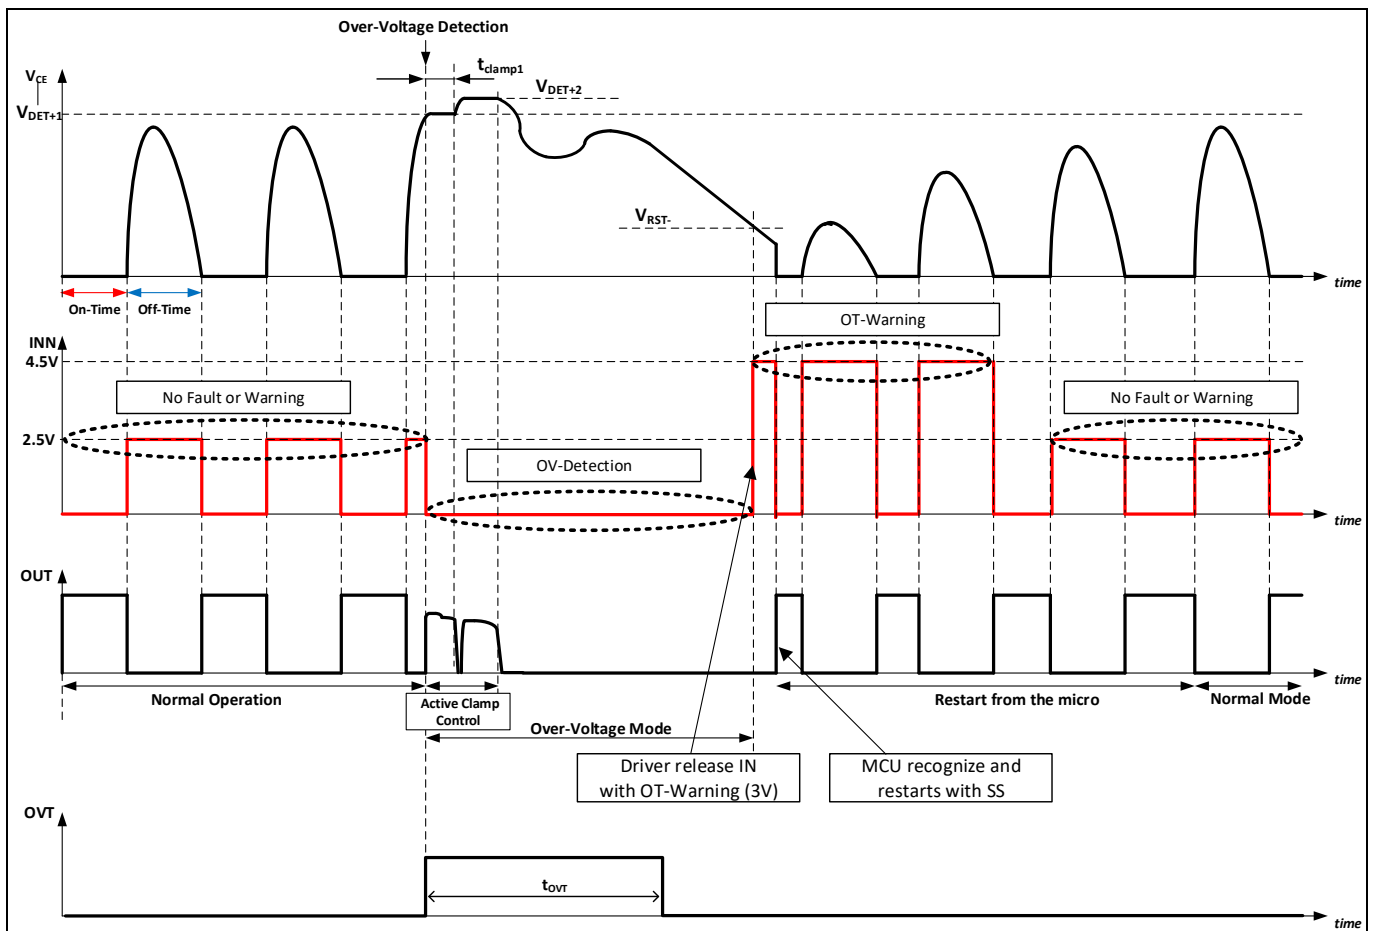 Over-Voltage Detection
tclamp1
VCE
VDET+2
VDET+1
VRST-
time
On-Time
Off-Time
OT-Warning
INN
4.5V
No Fault or Warning
No Fault or Warning
2.5V
OV-Detection
time
OUT
time
Normal Operation
Active Clamp
Control
Restart from the micro
Normal Mode
Over-Voltage Mode
Driver release IN
with OT-Warning (3V)
MCU recognize and
restarts with SS
OVT
tOVT
time